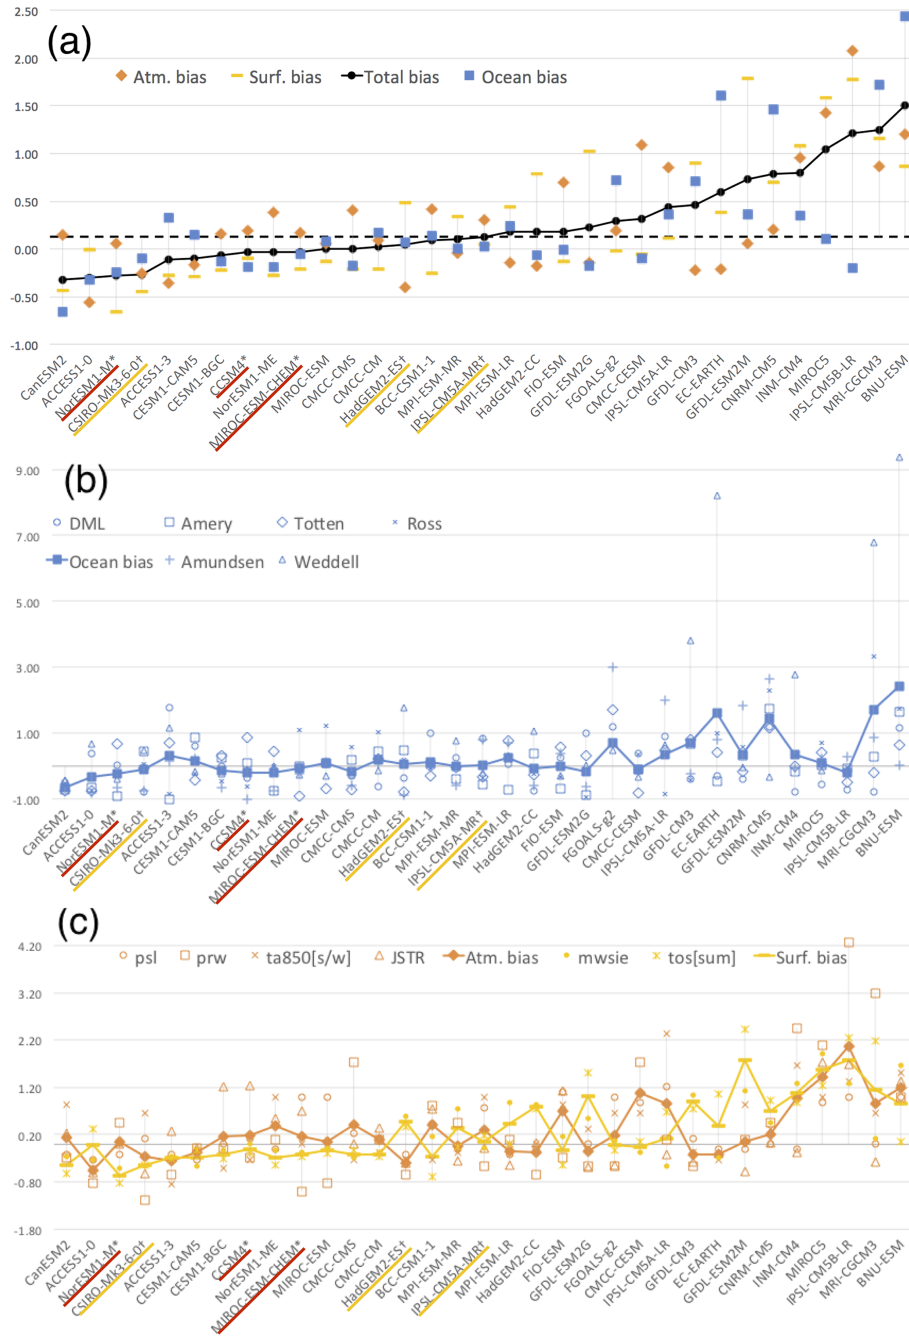 (a)
2.50
2.00
1.50
1.00
0.50
0.00
-0.50
-1.00
Atm. bias Surf. bias Total bias Ocean bias
CanESM2 ACCESS1-0 NorESM1-M* CSIRO-Mk3-6-0† ACCESS1-3 CESM1-CAM5 CESM1-BGC CCSM4* NorESM1-ME MIROC-ESM-CHEM* MIROC-ESM CMCC-CMS CMCC-CM HadGEM2-ES† BCC-CSM1-1 MPI-ESM-MR IPSL-CM5A-MR† MPI-ESM-LR HadGEM2-CC FIO-ESM GFDL-ESM2G FGOALS-g2 CMCC-CESM IPSL-CM5A-LR GFDL-CM3 EC-EARTH GFDL-ESM2M CNRM-CM5 INM-CM4 MIROC5 IPSL-CM5B-LR MRI-CGCM3 BNU-ESM
(b)
9.00
7.00
5.00
3.00
1.00
-1.00
DML Amery Totten Ross
Ocean bias Amundsen Weddell
CanESM2 ACCESS1-0 NorESM1-M* CSIRO-Mk3-6-0† ACCESS1-3 CESM1-CAM5 CESM1-BGC CCSM4* NorESM1-ME MIROC-ESM-CHEM* MIROC-ESM CMCC-CMS CMCC-CM HadGEM2-ES† BCC-CSM1-1 MPI-ESM-MR IPSL-CM5A-MR† MPI-ESM-LR HadGEM2-CC FIO-ESM GFDL-ESM2G FGOALS-g2 CMCC-CESM IPSL-CM5A-LR GFDL-CM3 EC-EARTH GFDL-ESM2M CNRM-CM5 INM-CM4 MIROC5 IPSL-CM5B-LR MRI-CGCM3 BNU-ESM
(c)
4.20
3.20
2.20
1.20
0.20
-0.80
-1.80
psl prw ta850[s/w] JSTR Atm. bias mwsie tos[sum] Surf. bias
CanESM2 ACCESS1-0 NorESM1-M* CSIRO-Mk3-6-0† ACCESS1-3 CESM1-CAM5 CESM1-BGC CCSM4* NorESM1-ME MIROC-ESM-CHEM* MIROC-ESM CMCC-CMS CMCC-CM HadGEM2-ES† BCC-CSM1-1 MPI-ESM-MR IPSL-CM5A-MR† MPI-ESM-LR HadGEM2-CC FIO-ESM GFDL-ESM2G FGOALS-g2 CMCC-CESM IPSL-CM5A-LR GFDL-CM3 EC-EARTH GFDL-ESM2M CNRM-CM5 INM-CM4 MIROC5 IPSL-CM5B-LR MRI-CGCM3 BNU-ESM